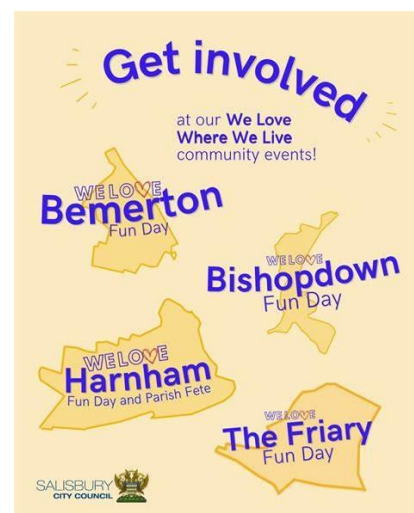 Get involved
at our We Love
Where We Live
community events!
WE LOVE
Bemerton
Fun Day
WE LOVE
Bishopdown
Fun Day
WE LOVE
Harnham
Fun Day and Parish Fete
WE LOVE
The Friary
Fun Day
SALISBURY
CITY COUNCIL